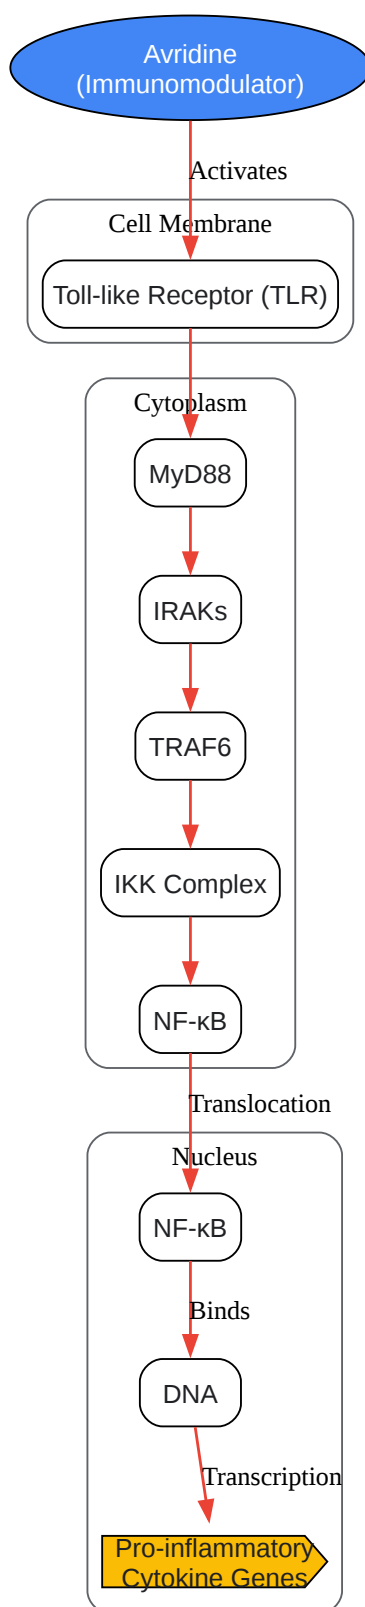 Avridine
(Immunomodulator)
Activates
Cell Membrane
Toll-like Receptor (TLR)
Cytoplasm
MyD88
IRAKs
TRAF6
IKK Complex
NF-κB
Translocation
Nucleus
NF-κB
Binds
DNA
Transcription
Pro-inflammatory
Cytokine Genes